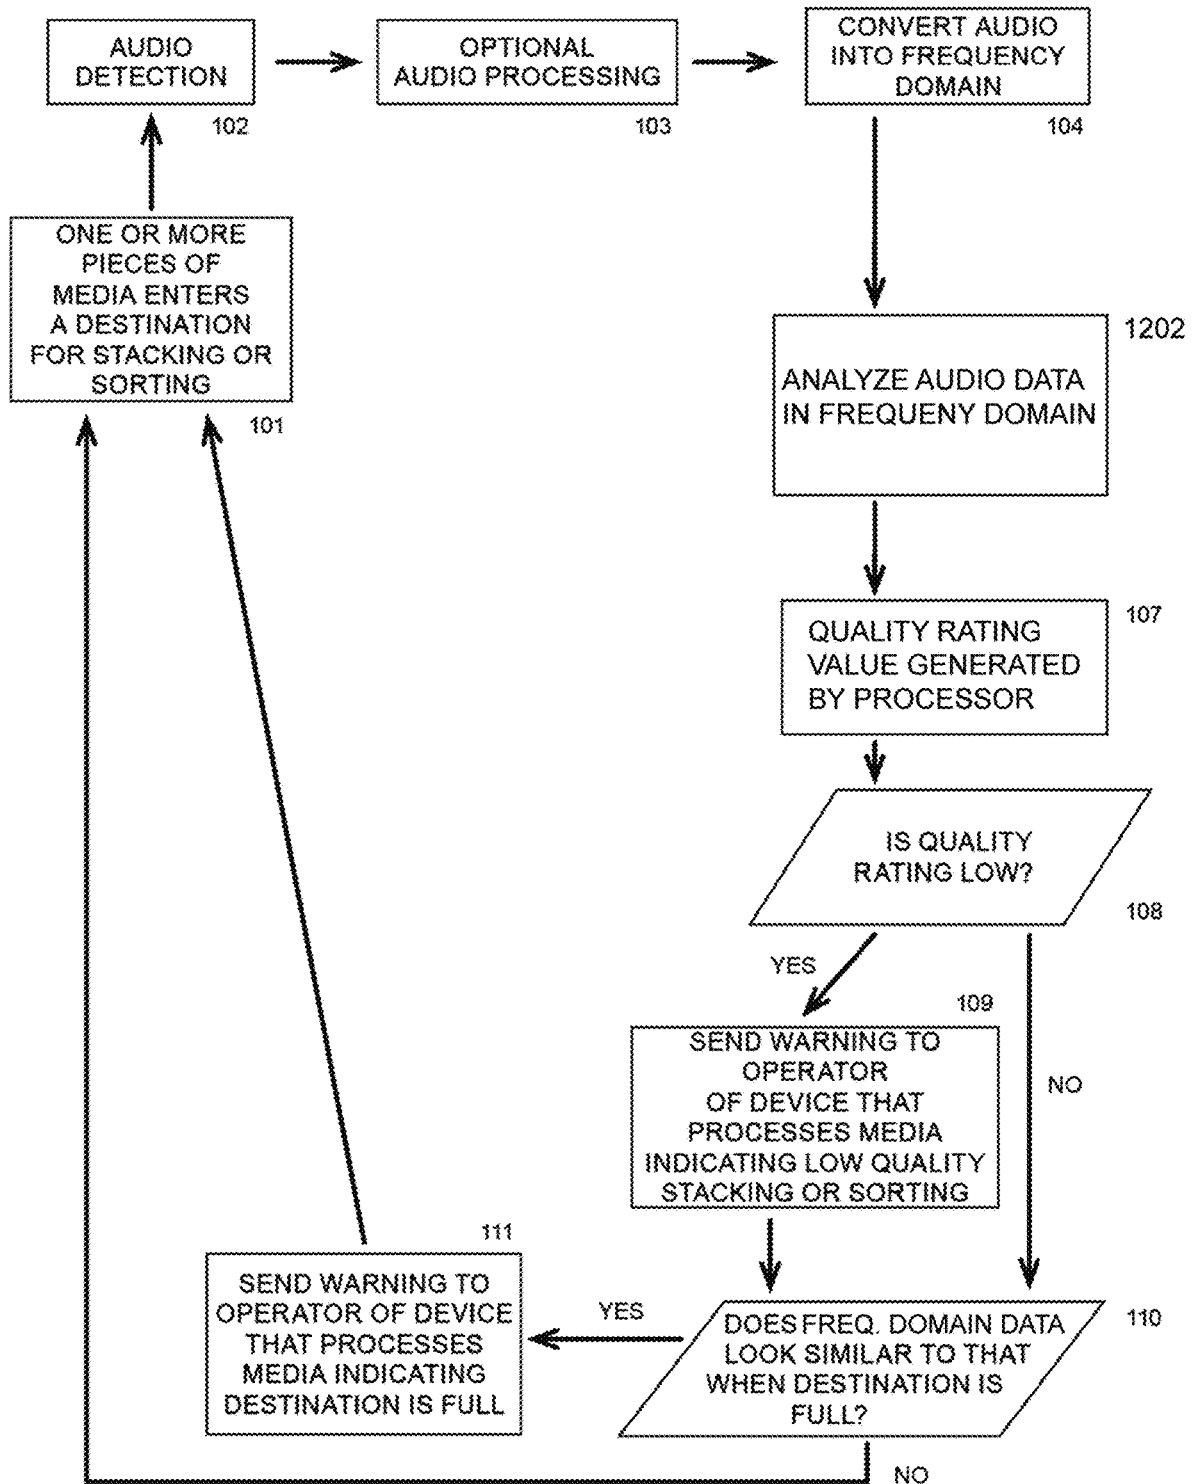 AUDIO
DETECTION
102
OPTIONAL
AUDIO PROCESSING
103
CONVERT AUDIO
INTO FREQUENCY
DOMAIN
104
ONE OR MORE
PIECES OF
MEDIA ENTERS
A DESTINATION
FOR STACKING OR
SORTING
101
1202
ANALYZE AUDIO DATA
IN FREQUENY DOMAIN
107
QUALITY RATING
VALUE GENERATED
BY PROCESSOR
IS QUALITY
RATING LOW?
108
YES
NO
109
SEND WARNING TO
OPERATOR
OF DEVICE THAT
PROCESSES MEDIA
INDICATING LOW QUALITY
STACKING OR SORTING
110
DOES FREQ. DOMAIN DATA
LOOK SIMILAR TO THAT
WHEN DESTINATION IS
FULL?
YES
111
SEND WARNING TO
OPERATOR OF DEVICE
THAT PROCESSES
MEDIA INDICATING
DESTINATION IS FULL
NO